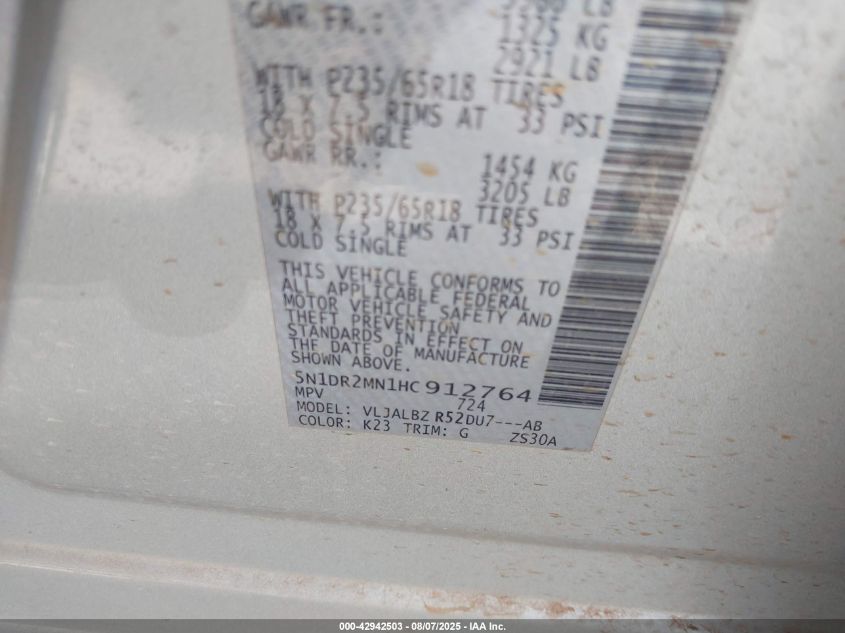 GAWR FR.: 1325 KG
2921 LB
WITH P235/65R18 TIRES
18 X 7.5 RIMS AT 33 PSI
COLD SINGLE
GAWR RR.: 1454 KG
3205 LB
WITH P235/65R18 TIRES
18 X 7.5 RIMS AT 33 PSI
COLD SINGLE
THIS VEHICLE CONFORMS TO
ALL APPLICABLE FEDERAL
MOTOR VEHICLE SAFETY AND
THEFT PREVENTION
STANDARDS IN EFFECT ON
THE DATE OF MANUFACTURE
SHOWN ABOVE.
5N1DR2MN1HC912764
MPV 724
MODEL: VLJALBZ R52DU7---AB
COLOR: K23 TRIM: G ZS30A
000-42942503 - 08/07/2025 - IAA Inc.